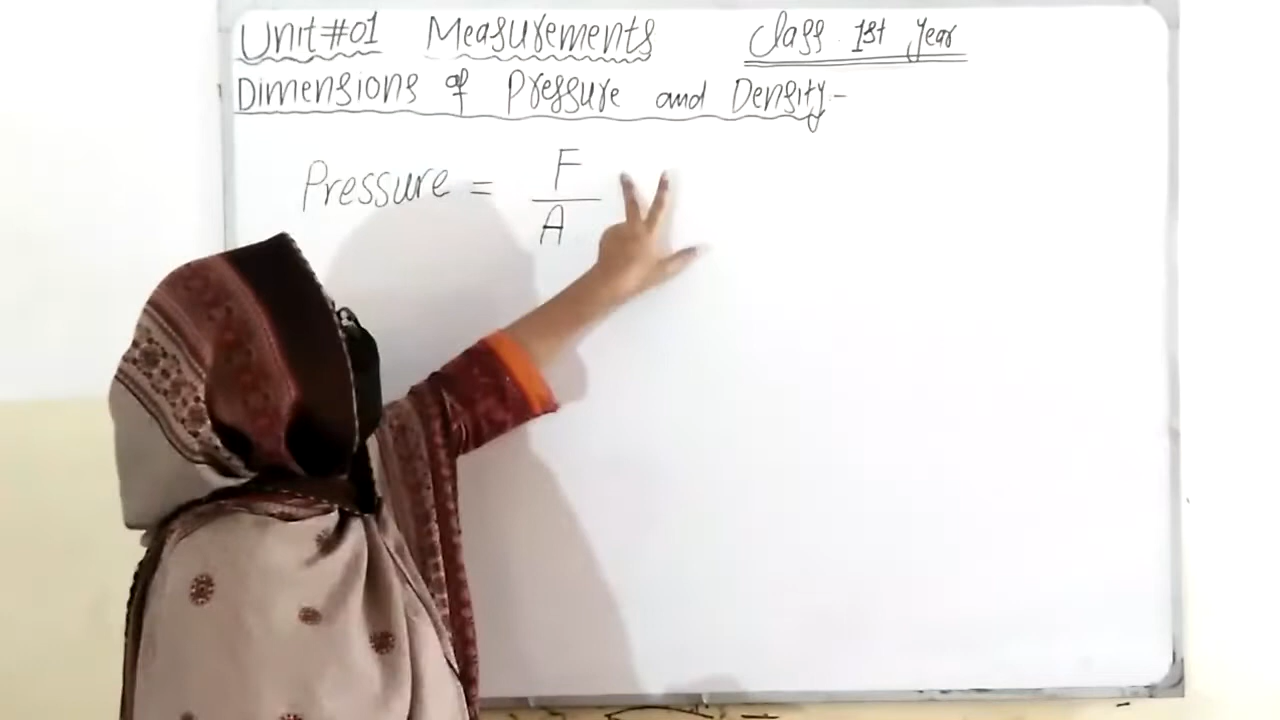 Unit#01 Measurements Class 1st Year
Dimensions of Pressure and Density-
Pressure = F
A